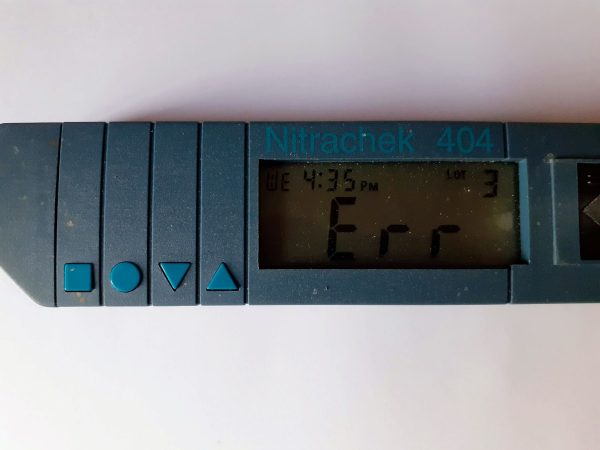 Nitrachek 404
WE 4:35 PM LOT 3
Err